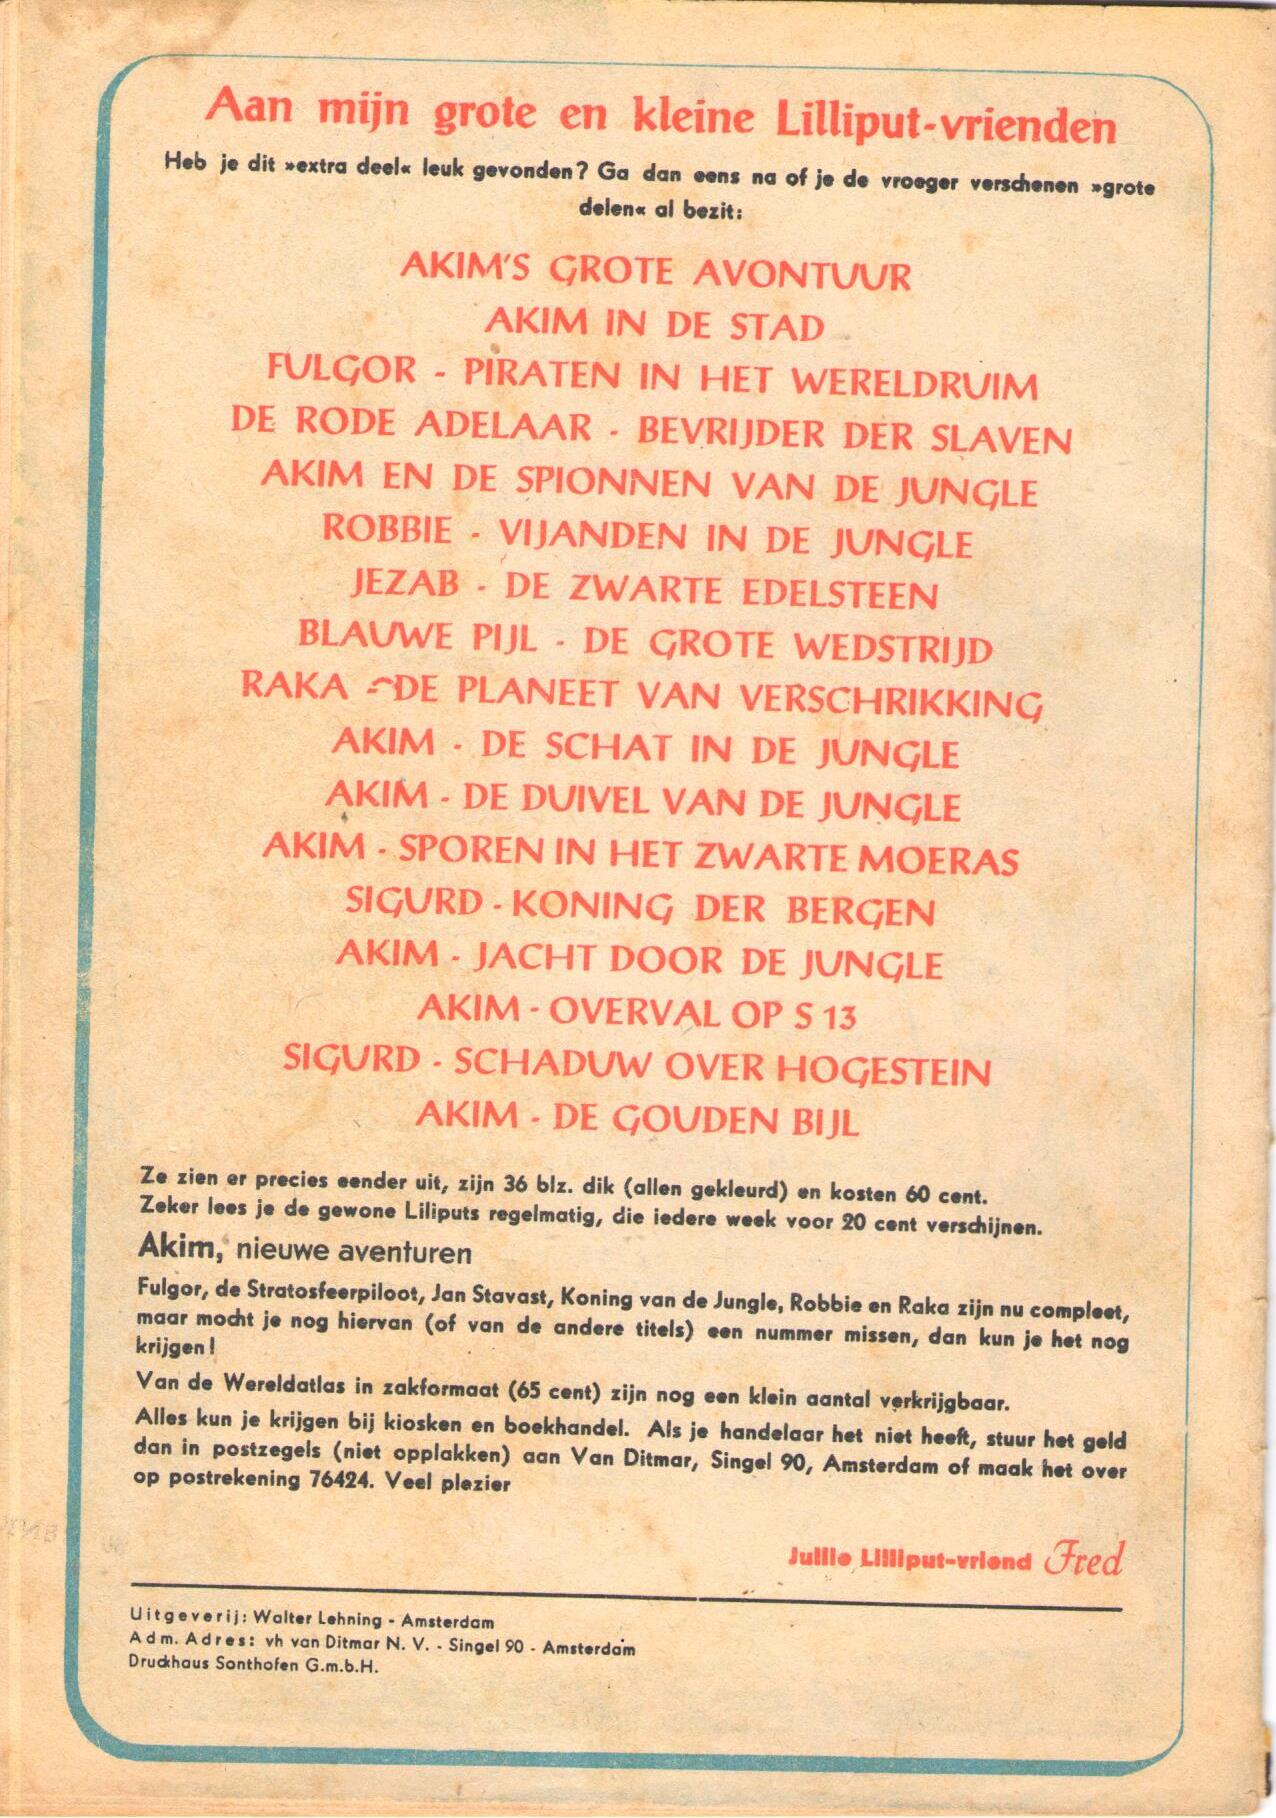 Aan mijn grote en kleine Lilliput-vrienden
Heb je dit »extra deel« leuk gevonden? Ga dan eens na of je de vroeger verschenen »grote
delen« al bezit:
AKIM'S GROTE AVONTUUR
AKIM IN DE STAD
FULGOR - PIRATEN IN HET WERELDRUIM
DE RODE ADELAAR - BEVRIJDER DER SLAVEN
AKIM EN DE SPIONNEN VAN DE JUNGLE
ROBBIE - VIJANDEN IN DE JUNGLE
JEZAB - DE ZWARTE EDELSTEEN
BLAUWE PIJL - DE GROTE WEDSTRIJD
RAKA - DE PLANEET VAN VERSCHRIKKING
AKIM - DE SCHAT IN DE JUNGLE
AKIM - DE DUIVEL VAN DE JUNGLE
AKIM - SPOREN IN HET ZWARTE MOERAS
SIGURD - KONING DER BERGEN
AKIM - JACHT DOOR DE JUNGLE
AKIM - OVERVAL OP S 13
SIGURD - SCHADUW OVER HOGESTEIN
AKIM - DE GOUDEN BIJL
Ze zien er precies eender uit, zijn 36 blz. dik (allen gekleurd) en kosten 60 cent.
Zeker lees je de gewone Liliputs regelmatig, die iedere week voor 20 cent verschijnen.
Akim, nieuwe aventuren
Fulgor, de Stratosfeerpiloot, Jan Stavast, Koning van de Jungle, Robbie en Raka zijn nu compleet,
maar mocht je nog hiervan (of van de andere titels) een nummer missen, dan kun je het nog
krijgen!
Van de Wereldatlas in zakformaat (65 cent) zijn nog een klein aantal verkrijgbaar.
Alles kun je krijgen bij kiosken en boekhandel. Als je handelaar het niet heeft, stuur het geld
dan in postzegels (niet opplakken) aan Van Ditmar, Singel 90, Amsterdam of maak het over
op postrekening 76424. Veel plezier
Jullie Lilliput-vriend Fred
Uitgeverij: Walter Lehning - Amsterdam
Adm. Adres: vh van Ditmar N. V. - Singel 90 - Amsterdam
Druckhaus Sonthofen G.m.b.H.